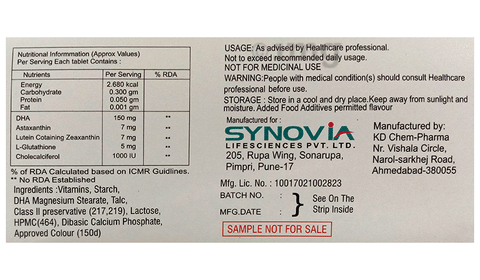 Nutritional Informmation (Approx Values)
Per Serving Each tablet Contains :
Nutrients Per Serving % RDA
Energy 2.680 kcal
Carbohydrate 0.300 gm
Protein 0.050 gm
Fat 0.001 gm
DHA 150 mg **
Astaxanthin 7 mg **
Lutein Cotaining Zeaxanthin 7 mg **
L-Glutathione 5 mg **
Cholecalciferol 1000 IU **
% of RDA Calculated based on ICMR Guidlines.
** No RDA Established
Ingredients :Vitamins, Starch,
DHA Magnesium Stearate, Talc,
Class II preservative (217,219), Lactose,
HPMC(464), Dibasic Calcium Phosphate,
Approved Colour (150d)
USAGE: As advised by Healthcare professional.
Not to exceed recommended daily usage.
NOT FOR MEDICINAL USE
WARNING:People with medical condition(s) should consult Healthcare
professional before use.
STORAGE : Store in a cool and dry place.Keep away from sunlight and
moisture. Added Food Additives permitted flavour
Manufactured for :
SYNOVIA
LIFESCIENCES PVT. LTD.
205, Rupa Wing, Sonarupa,
Pimpri, Pune-17
Manufactured by:
KD Chem-Pharma
Nr. Vishala Circle,
Narol-sarkhej Road,
Ahmedabad-380055
Mfg. Lic. No. : 10017021002823
BATCH NO. :
MFG.DATE :
See On The
Strip Inside
SAMPLE NOT FOR SALE